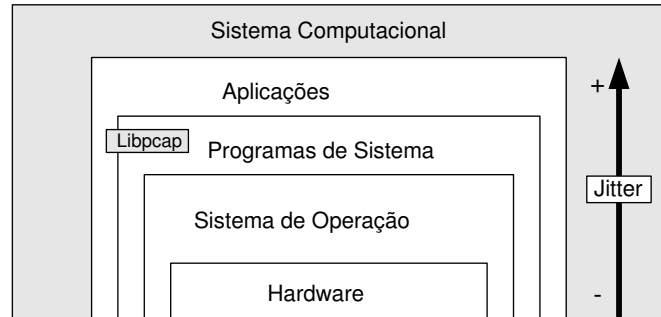 Sistema Computacional
Aplicações
+
Libpcap
Programas de Sistema
Jitter
Sistema de Operação
Hardware
-